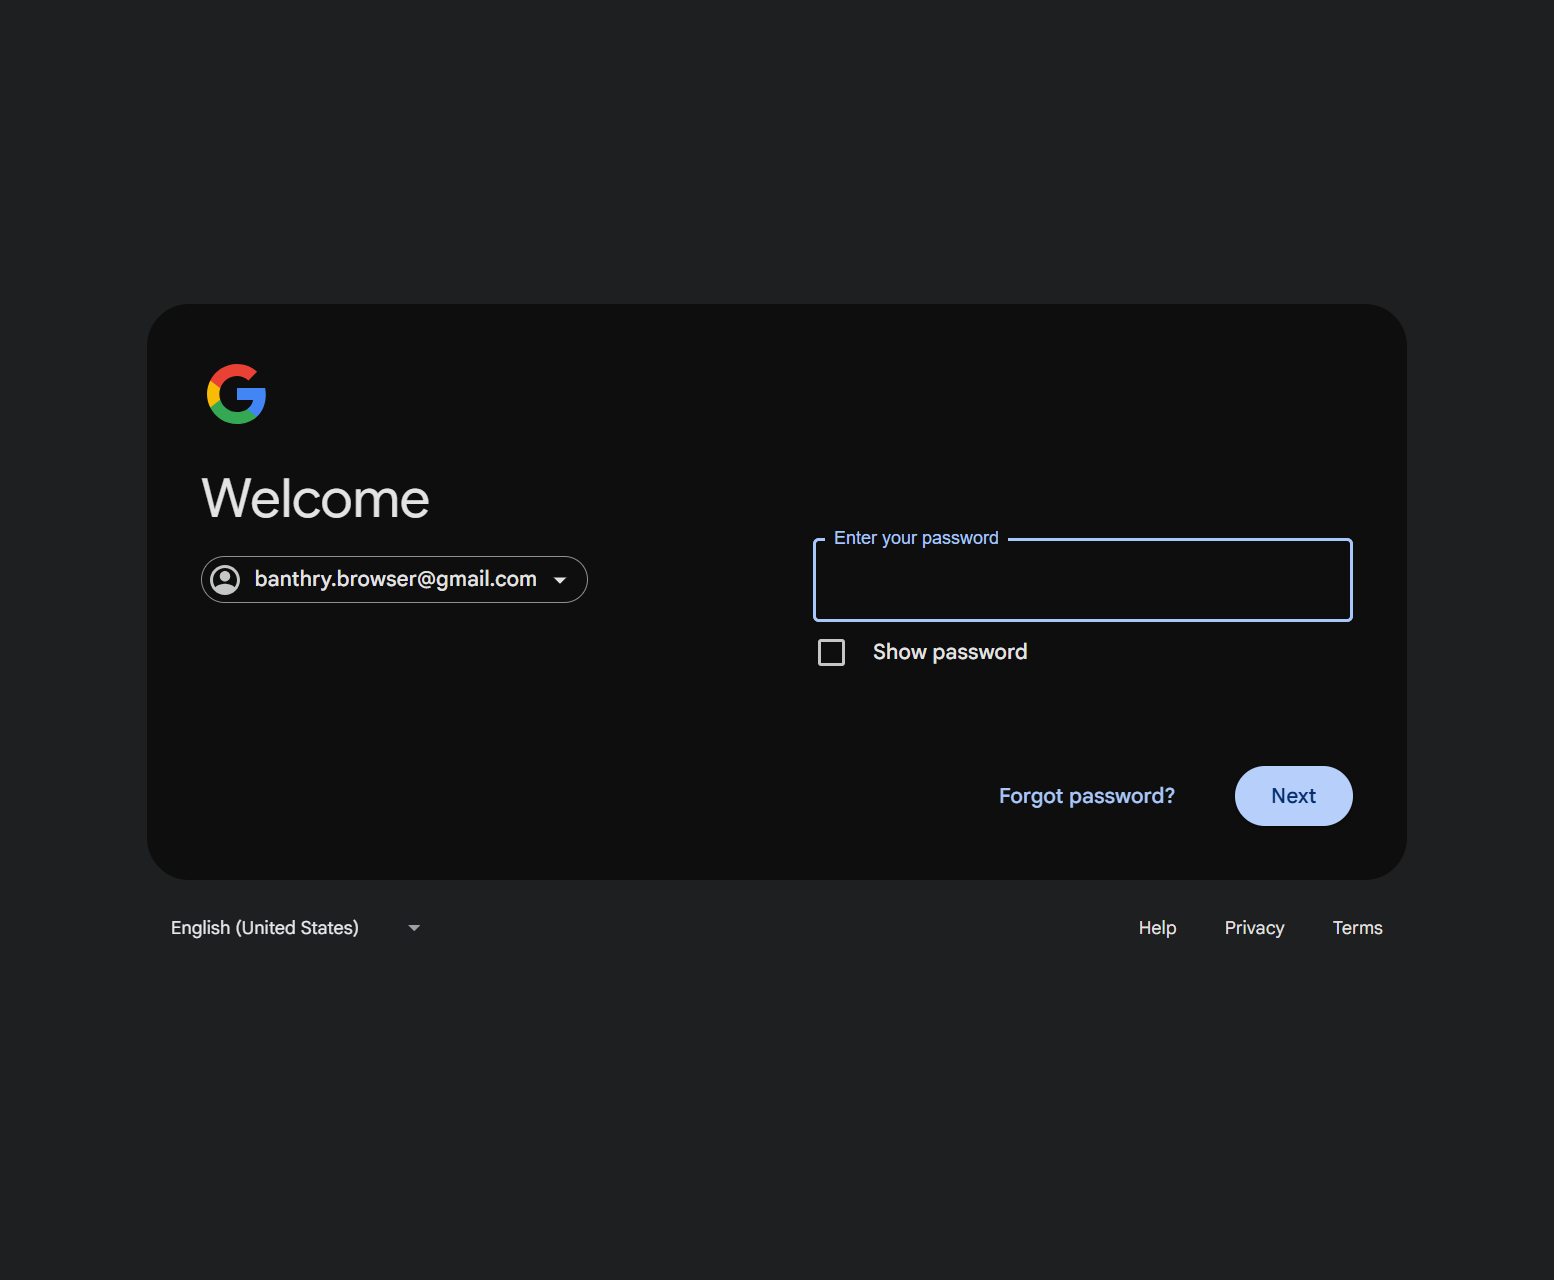 Welcome
banthry.browser@gmail.com
Enter your password
Show password
Forgot password?
Next
English (United States)
Help
Privacy
Terms